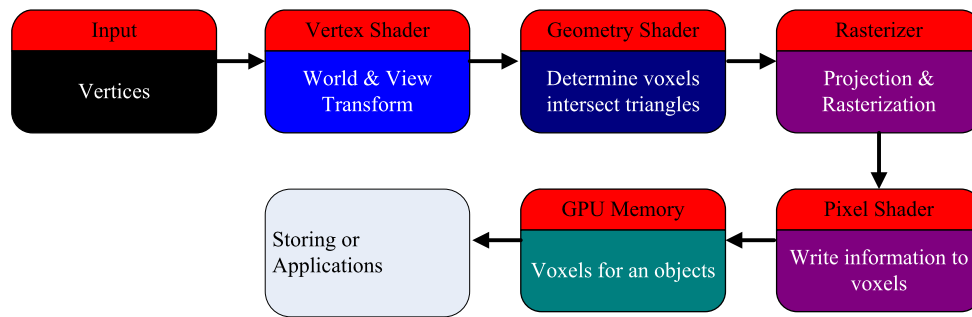 Input
Vertices
Vertex Shader
World & View
Transform
Geometry Shader
Determine voxels
intersect triangles
Rasterizer
Projection &
Rasterization
Pixel Shader
Write information to
voxels
GPU Memory
Voxels for an objects
Storing or
Applications